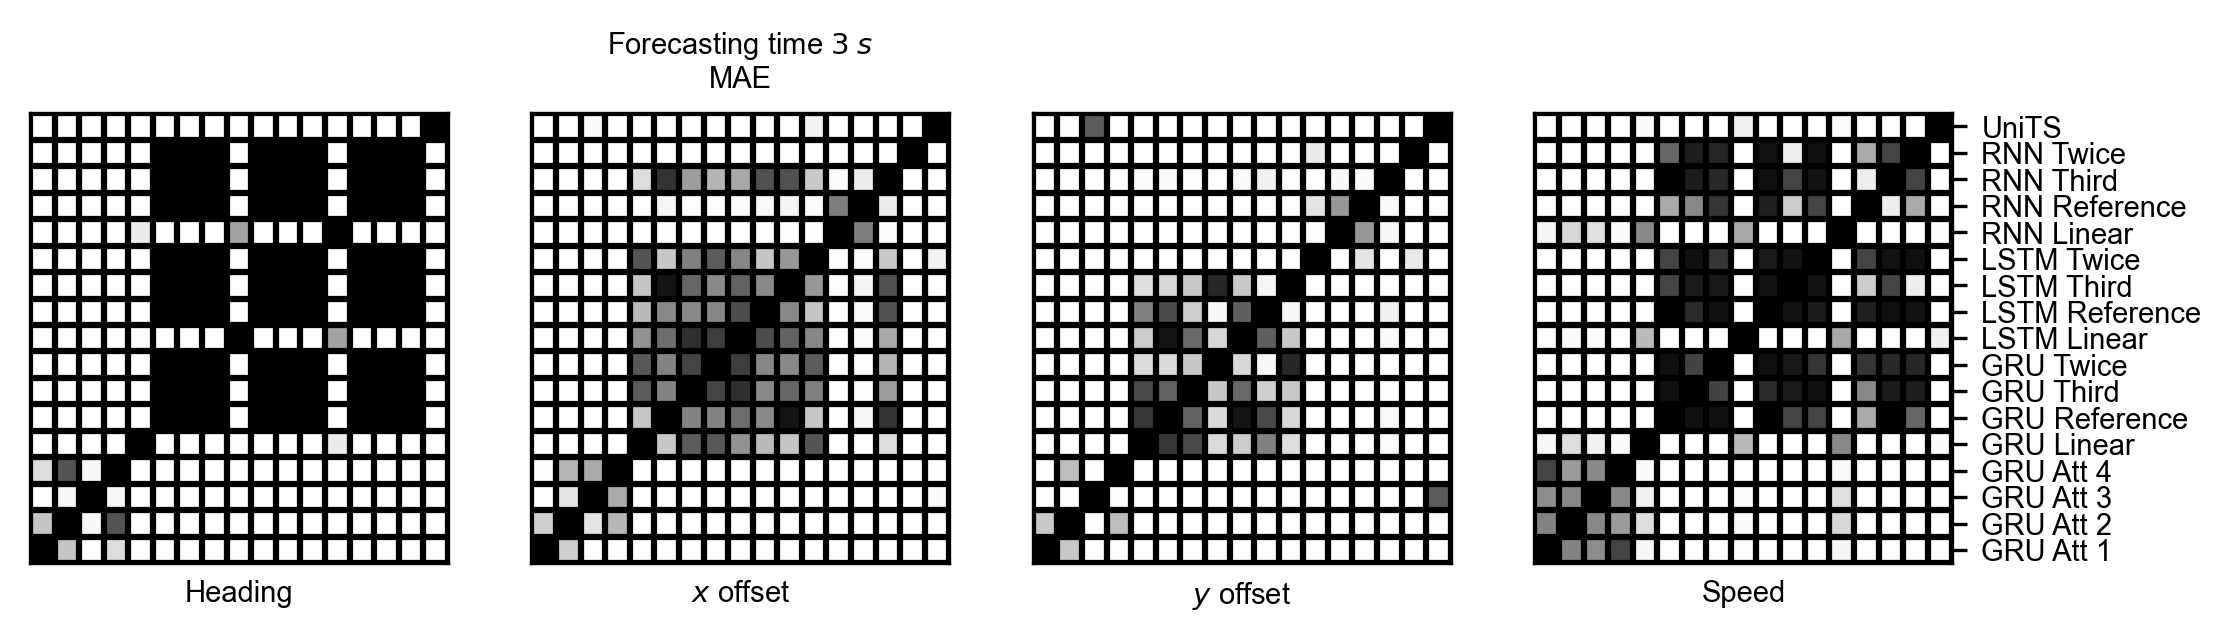 Forecasting time 3 s
MAE
UniTS
RNN Twice
RNN Third
RNN Reference
RNN Linear
LSTM Twice
LSTM Third
LSTM Reference
LSTM Linear
GRU Twice
GRU Third
GRU Reference
GRU Linear
GRU Att 4
GRU Att 3
GRU Att 2
GRU Att 1
Heading
x offset
y offset
Speed